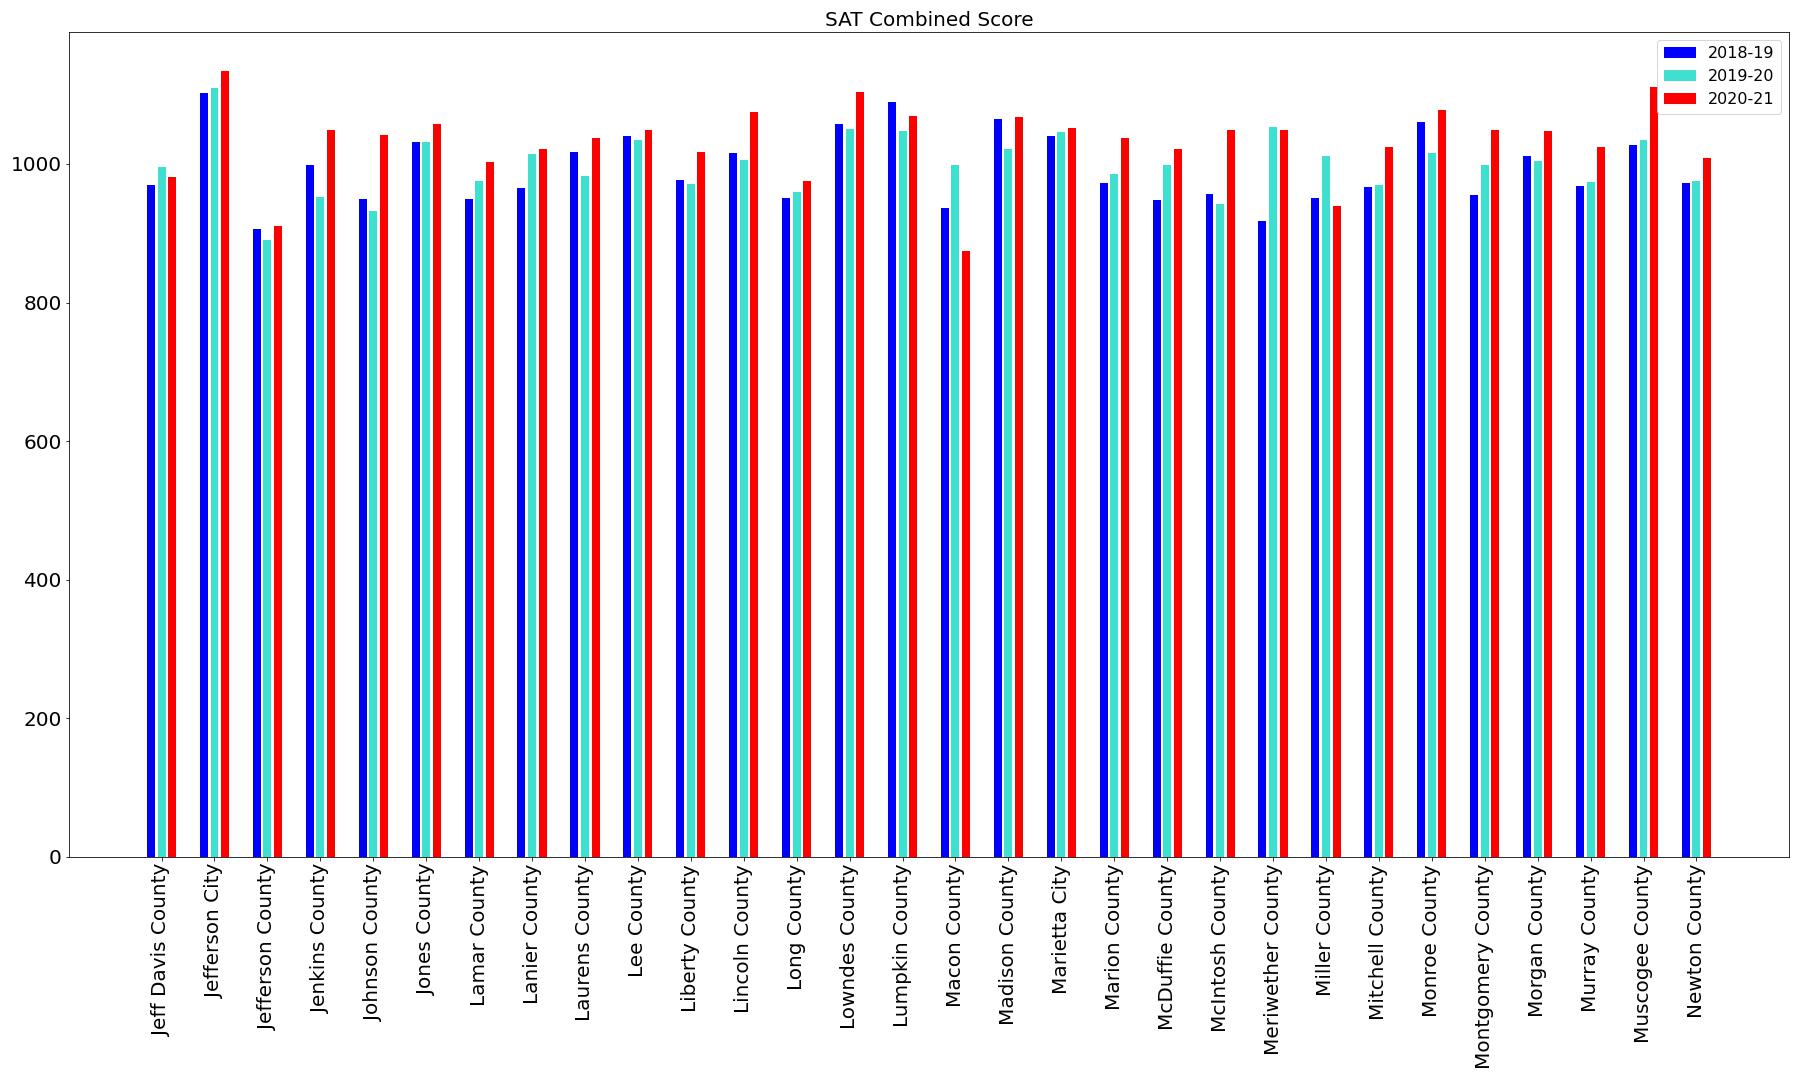 SAT Combined Score
2018-19
2019-20
2020-21
1000
800
600
400
200
0
Jeff Davis County
Jefferson City
Jefferson County
Jenkins County
Johnson County
Jones County
Lamar County
Lanier County
Laurens County
Lee County
Liberty County
Lincoln County
Long County
Lowndes County
Lumpkin County
Macon County
Madison County
Marietta City
Marion County
McDuffie County
McIntosh County
Meriwether County
Miller County
Mitchell County
Monroe County
Montgomery County
Morgan County
Murray County
Muscogee County
Newton County